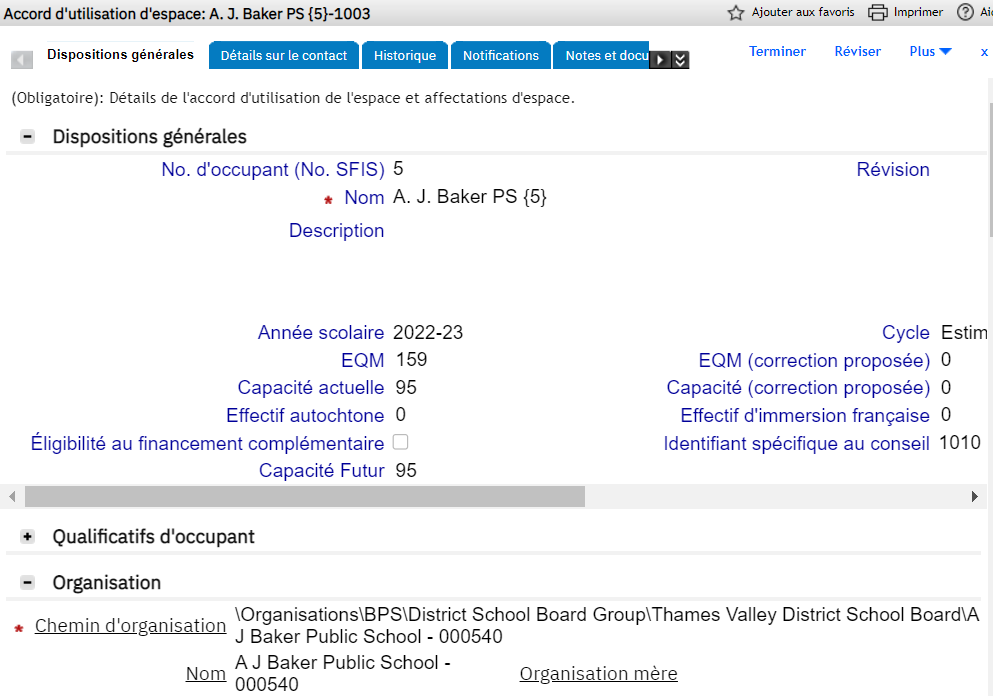 Accord d'utilisation d'espace: A. J. Baker PS {5}-1003 Ajouter aux favoris Imprimer
Dispositions générales Détails sur le contact Historique Notifications Notes et docu Terminer Réviser Plus x
(Obligatoire): Détails de l'accord d'utilisation de l'espace et affectations d'espace.
Dispositions générales
No. d'occupant (No. SFIS) 5 Révision
* Nom A. J. Baker PS {5}
Description
Année scolaire 2022-23 Cycle Estim
EQM 159 EQM (correction proposée) 0
Capacité actuelle 95 Capacité (correction proposée) 0
Effectif autochtone 0 Effectif d'immersion française 0
Éligibilité au financement complémentaire Identifiant spécifique au conseil 1010
Capacité Futur 95
Qualificatifs d'occupant
Organisation
* Chemin d'organisation \Organisations\BPS\District School Board Group\Thames Valley District School Board\A
J Baker Public School - 000540
Nom A J Baker Public School -
000540 Organisation mère